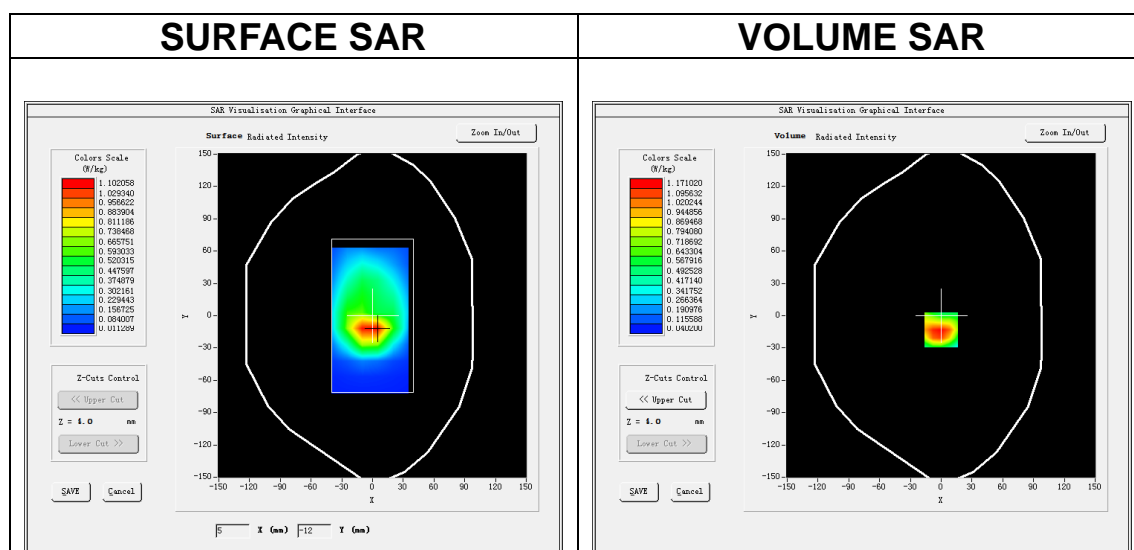 SURFACE SAR
VOLUME SAR
SAR Visualisation Graphical Interface
Surface Radiated Intensity
Zoom In/Out
Colors Scale
(W/kg)
1.102058
1.029340
0.956622
0.883904
0.811186
0.738468
0.665751
0.593033
0.520315
0.447597
0.374879
0.302161
0.229443
0.156725
0.084007
0.011289
Z-Cuts Control
<< Upper Cut
Z = 4.0 mm
Lower Cut >>
SAVE
Cancel
150
120
90
60
30
0
-30
-60
-90
-120
-150
Y
-150 -120 -90 -60 -30 0 30 60 90 120 150
X
5 X (mm) -12 Y (mm)
SAR Visualisation Graphical Interface
Volume Radiated Intensity
Zoom In/Out
Colors Scale
(W/kg)
1.171020
1.095632
1.020244
0.944856
0.869468
0.794080
0.718692
0.643304
0.567916
0.492528
0.417140
0.341752
0.266364
0.190976
0.115588
0.040200
Z-Cuts Control
<< Upper Cut
Z = 4.0 mm
Lower Cut >>
SAVE
Cancel
150
120
90
60
30
0
-30
-60
-90
-120
-150
Y
-150 -120 -90 -60 -30 0 30 60 90 120 150
X